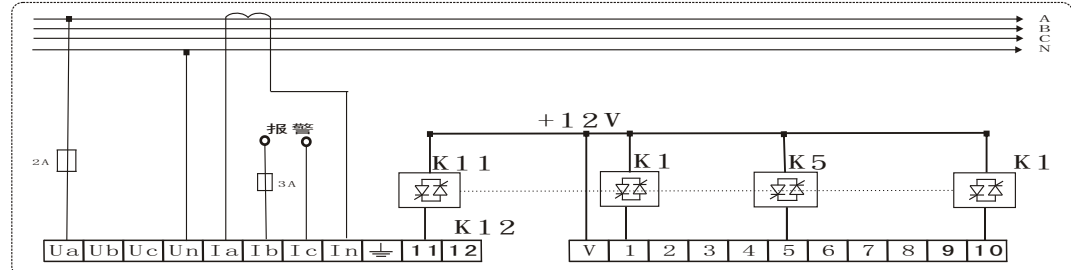 A
B
C
N
报警
+12V
2A
3A
K11
K1
K5
K1
K12
Ua Ub Uc Un Ia Ib Ic In 11 12
V 1 2 3 4 5 6 7 8 9 10